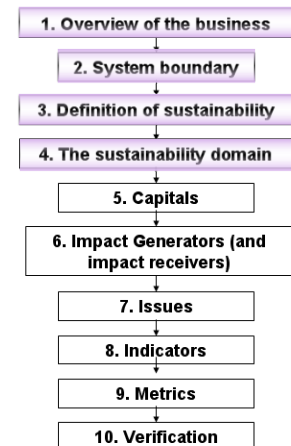 1. Overview of the business
2. System boundary
3. Definition of sustainability
4. The sustainability domain
5. Capitals
6. Impact Generators (and
impact receivers)
7. Issues
8. Indicators
9. Metrics
10. Verification